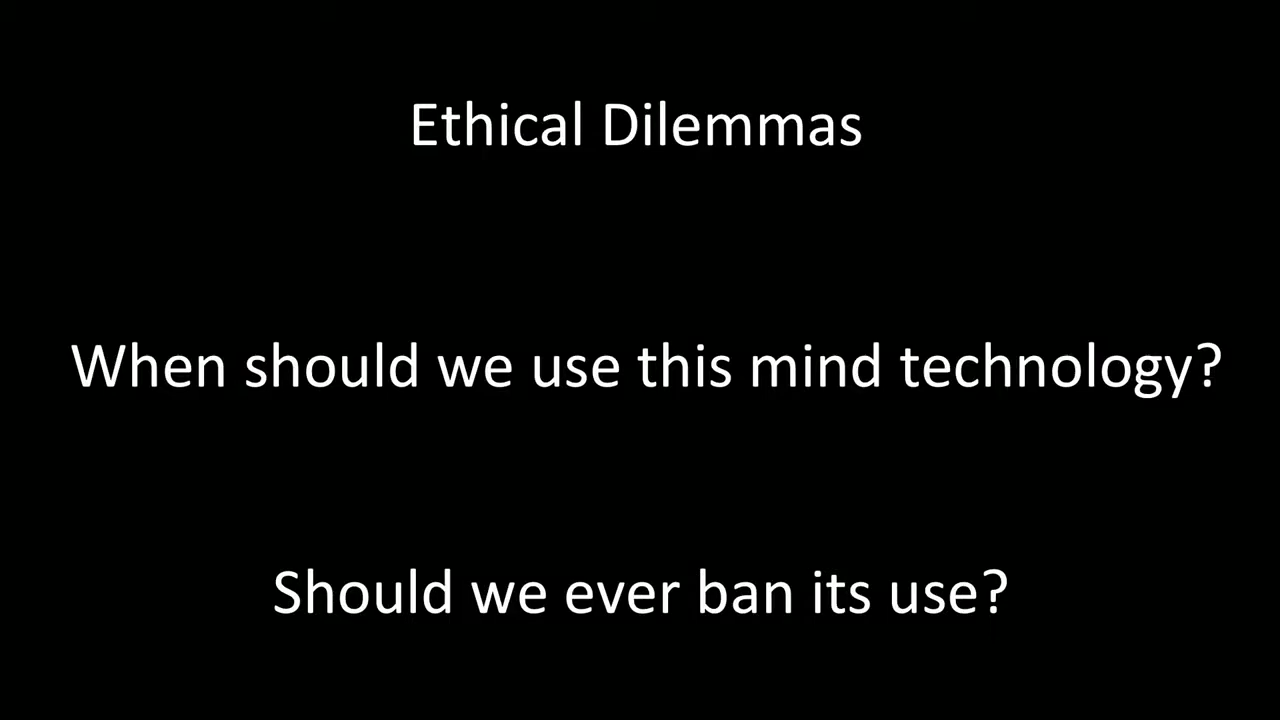 Ethical Dilemmas
When should we use this mind technology?
Should we ever ban its use?